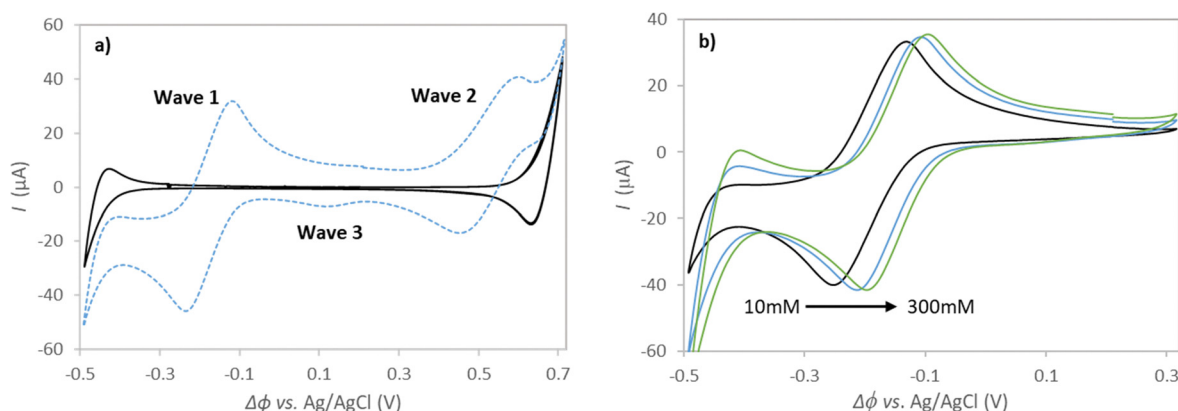 a)
60
40
20
0
-20
-40
-60
I (μA)
Wave 1
Wave 2
Wave 3
-0.5 -0.3 -0.1 0.1 0.3 0.5 0.7
Δϕ vs. Ag/AgCl (V)
b)
40
20
0
-20
-40
-60
I (μA)
10mM 300mM
-0.5 -0.3 -0.1 0.1 0.3
Δϕ vs. Ag/AgCl (V)